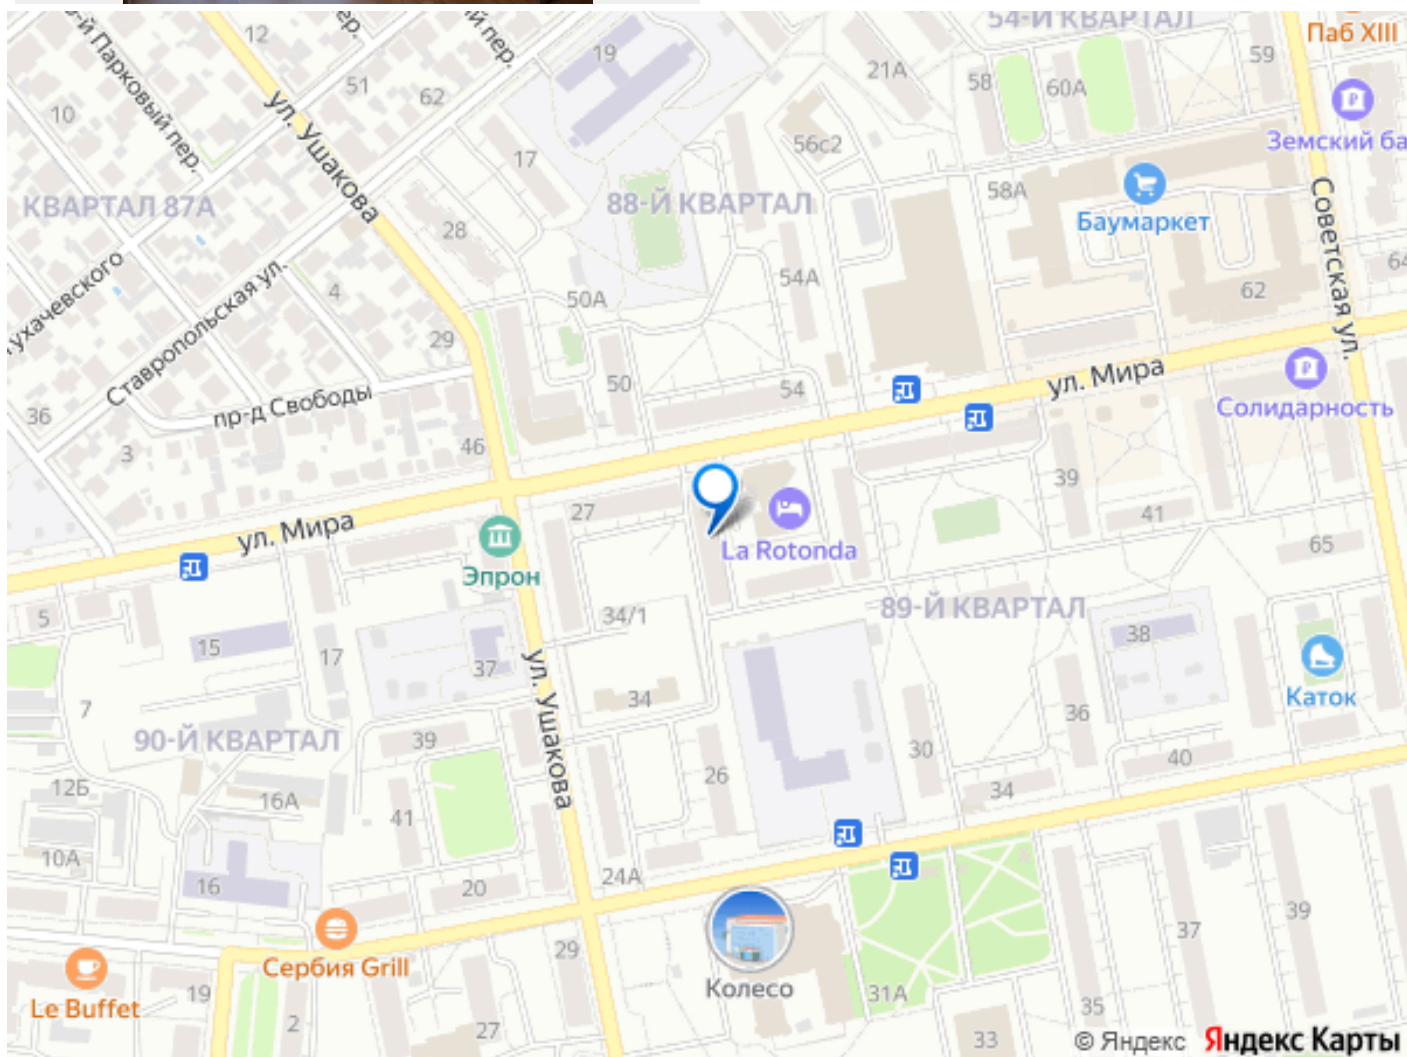 54-Й КВАРТАЛ
Паб XIII
12
19
21А
58
60А
59
51
62
10
-й Парковый пер.
пер.
й пер.
ул. Ушакова
17
56с2
Земский ба
КВАРТАЛ 87А
88-Й КВАРТАЛ
58А
Баумаркет
28
Советская ул.
54А
64
ухачевского
Ставропольская ул.
4
50А
62
29
пр-д Свободы
50
54
ул. Мира
Солидарность
36
3
46
39
27
41
ул. Мира
Эпрон
La Rotonda
65
5
34/1
89-Й КВАРТАЛ
15
17
37
38
ул. Ушакова
34
Каток
7
36
90-Й КВАРТАЛ
39
30
40
12Б
16А
26
34
41
10А
16
20
24А
39
37
Сербия Grill
29
Колесо
31А
Le Buffet
19
2
27
35
33
© Яндекс Яндекс Карты